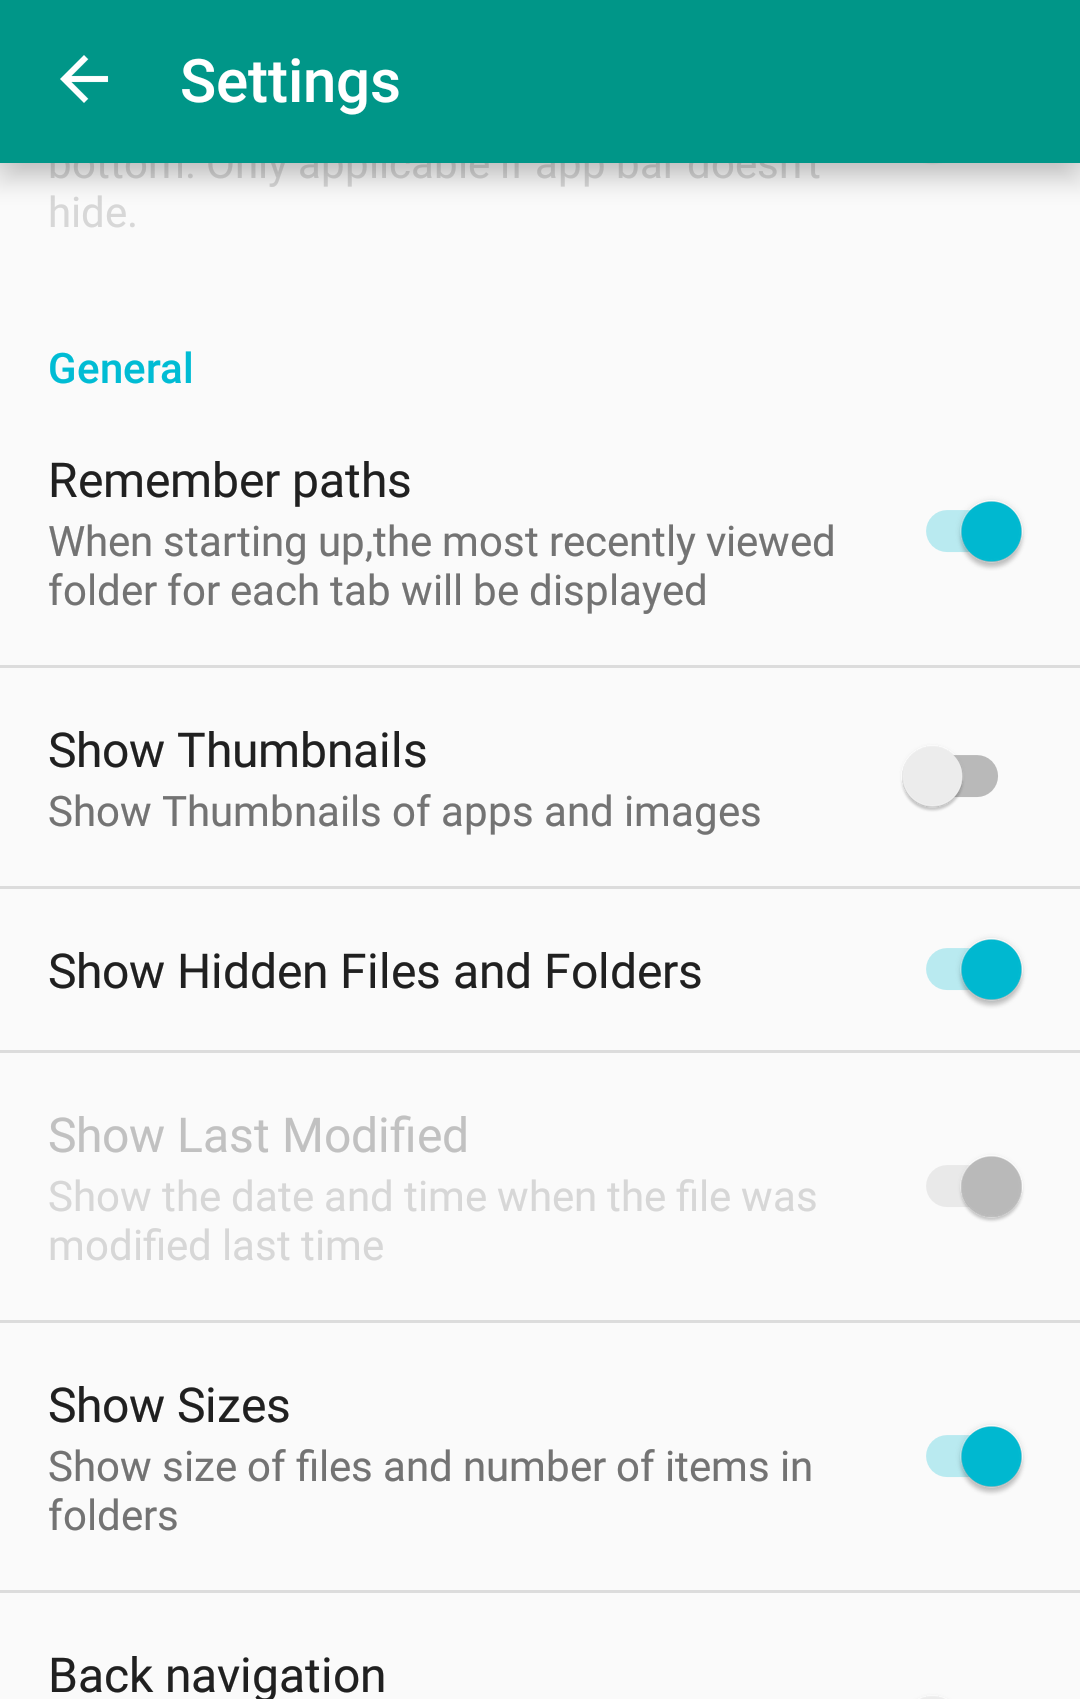 Settings
bottom. Only applicable if app bar doesn't
hide.
General
Remember paths
When starting up,the most recently viewed
folder for each tab will be displayed
Show Thumbnails
Show Thumbnails of apps and images
Show Hidden Files and Folders
Show Last Modified
Show the date and time when the file was
modified last time
Show Sizes
Show size of files and number of items in
folders
Back navigation